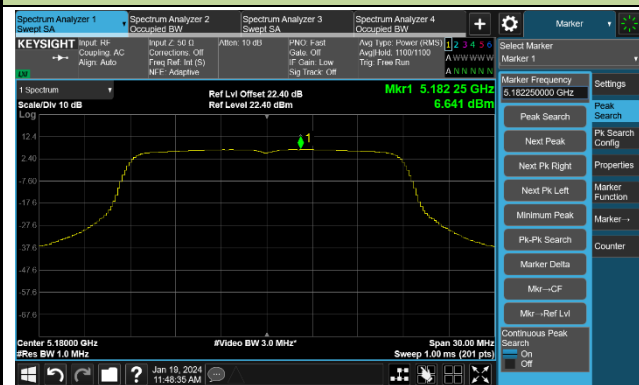 Spectrum Analyzer 1
Swept SA
Spectrum Analyzer 2
Occupied BW
Spectrum Analyzer 3
Swept SA
Spectrum Analyzer 4
Occupied BW
+
Marker
KEYSIGHT
Input: RF
Coupling: AC
Align: Auto
Input Z: 50 Ω
Corrections: Off
Freq Ref: Int (S)
NFE: Adaptive
Atten: 10 dB
PNO: Fast
Gate: Off
IF Gain: Low
Sig Track: Off
Avg Type: Power (RMS)
Avg|Hold: 1100/1100
Trig: Free Run
1 2 3 4 5 6
A W W W W W
A N N N N N
Select Marker
Marker 1
LXI
1 Spectrum
Scale/Div 10 dB
Log
Ref Lvl Offset 22.40 dB
Ref Level 22.40 dBm
Mkr1 5.182 25 GHz
6.641 dBm
12.4
2.40
-7.60
-17.6
-27.6
-37.6
-47.6
-57.6
-67.6
1
Center 5.18000 GHz
#Res BW 1.0 MHz
#Video BW 3.0 MHz*
Span 30.00 MHz
Sweep 1.00 ms (201 pts)
Marker Frequency
5.182250000 GHz
Peak Search
Next Peak
Next Pk Right
Next Pk Left
Minimum Peak
Pk-Pk Search
Marker Delta
Mkr→CF
Mkr→Ref Lvl
Continuous Peak
Search
On
Off
Settings
Peak
Search
Pk Search
Config
Properties
Marker
Function
Marker→
Counter
?
Jan 19, 2024
11:48:35 AM